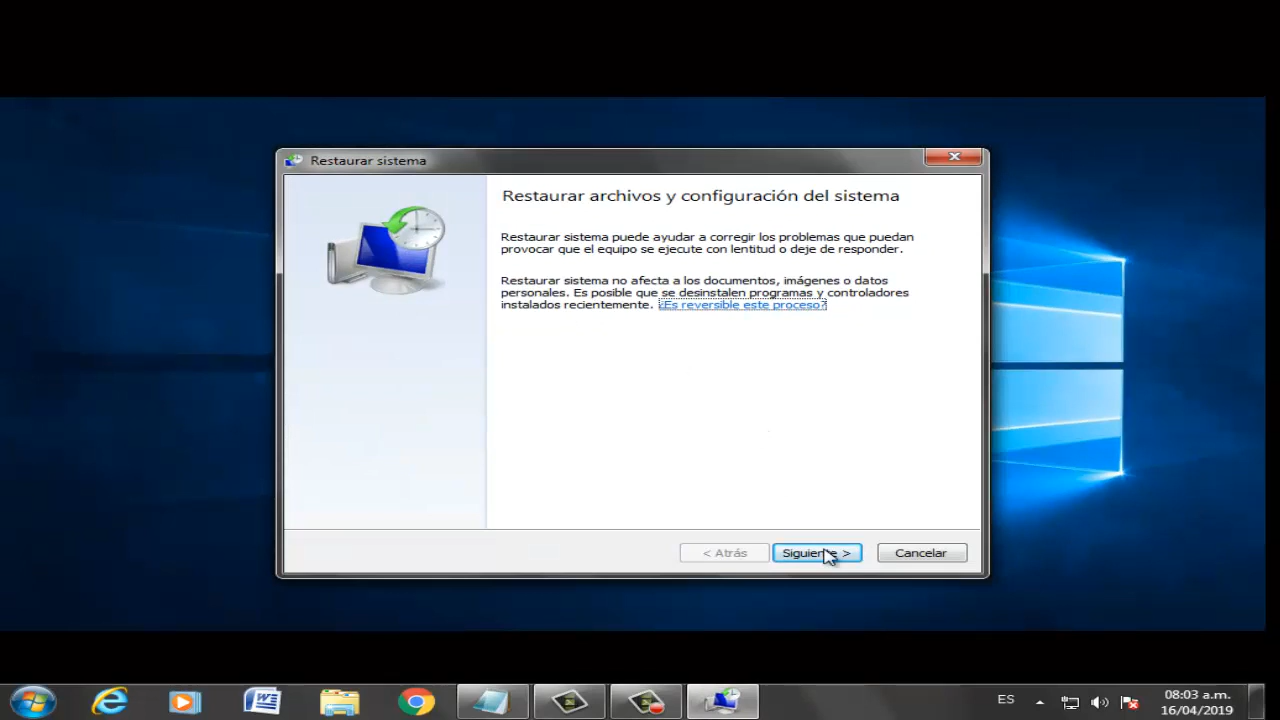 Restaurar sistema
Restaurar archivos y configuración del sistema
Restaurar sistema puede ayudar a corregir los problemas que puedan
provocar que el equipo se ejecute con lentitud o deje de responder.
Restaurar sistema no afecta a los documentos, imágenes o datos
personales. Es posible que se desinstalen programas y controladores
instalados recientemente. ¿Es reversible este proceso?
< Atrás
Siguiente >
Cancelar
ES
08:03 a.m.
16/04/2019